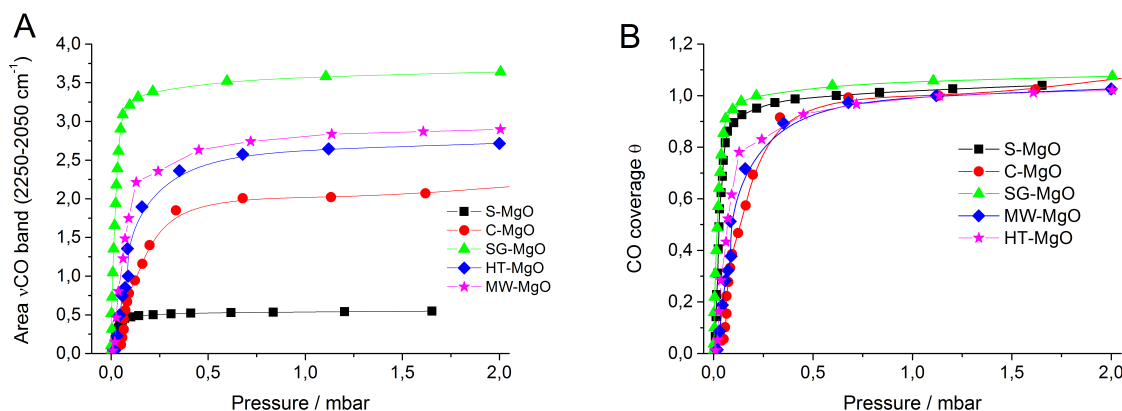 A
Area νCO band (2250-2050 cm⁻¹)
4,0
3,5
3,0
2,5
2,0
1,5
1,0
0,5
0,0
S-MgO
C-MgO
SG-MgO
HT-MgO
MW-MgO
0,0 0,5 1,0 1,5 2,0
Pressure / mbar
B
CO coverage θ
1,2
1,0
0,8
0,6
0,4
0,2
0,0
S-MgO
C-MgO
SG-MgO
MW-MgO
HT-MgO
0,0 0,5 1,0 1,5 2,0
Pressure / mbar